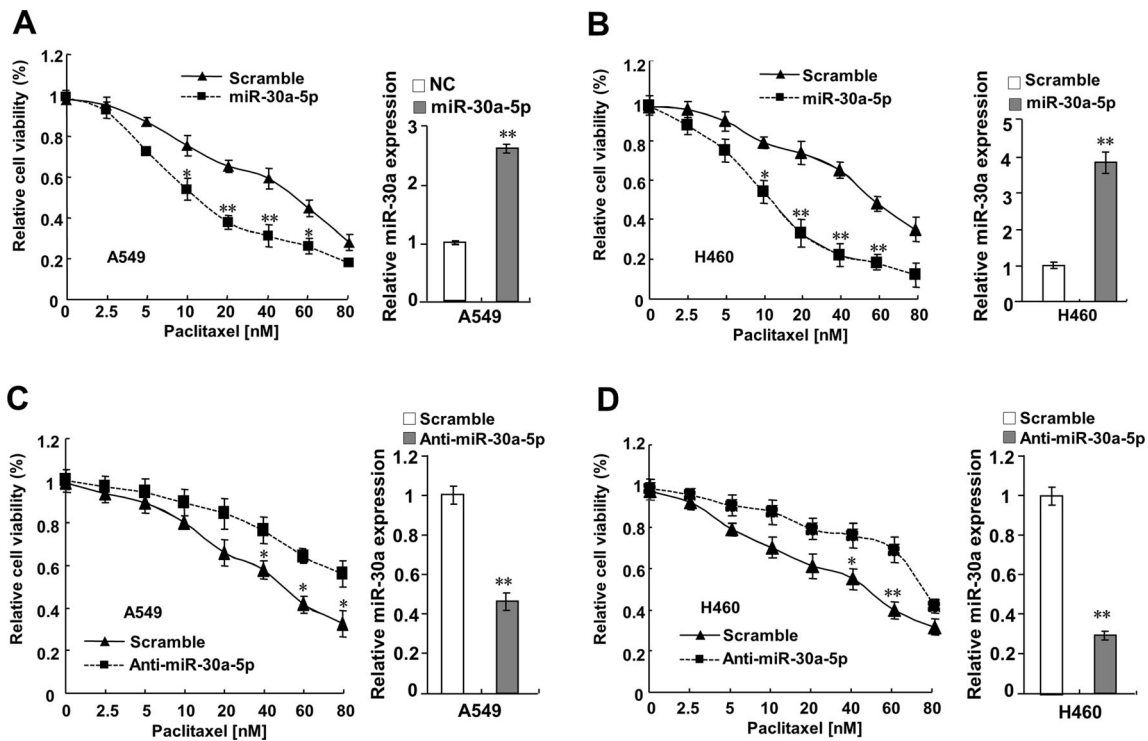 A
Relative cell viability (%)
1.2
1.0
0.8
0.6
0.4
0.2
0
Scramble
miR-30a-5p
*
**
**
*
A549
0 2.5 5 10 20 40 60 80
Paclitaxel [nM]
NC
miR-30a-5p
Relative miR-30a expression
3
2
1
0
**
A549
B
Relative cell viability (%)
1.2
1.0
0.8
0.6
0.4
0.2
0
Scramble
miR-30a-5p
*
**
**
**
H460
0 2.5 5 10 20 40 60 80
Paclitaxel [nM]
Scramble
miR-30a-5p
Relative miR-30a expression
5
4
3
2
1
0
**
H460
C
Relative cell viability (%)
1.2
1.0
0.8
0.6
0.4
0.2
0
*
*
*
A549
Scramble
Anti-miR-30a-5p
0 2.5 5 10 20 40 60 80
Paclitaxel [nM]
Scramble
Anti-miR-30a-5p
Relative miR-30a expression
1.2
1
0.8
0.6
0.4
0.2
0
**
A549
D
Relative cell viability (%)
1.2
1.0
0.8
0.6
0.4
0.2
0
*
**
H460
Scramble
Anti-miR-30a-5p
0 2.5 5 10 20 40 60 80
Paclitaxel [nM]
Scramble
Anti-miR-30a-5p
Relative miR-30a expression
1.2
1
0.8
0.6
0.4
0.2
0
**
H460